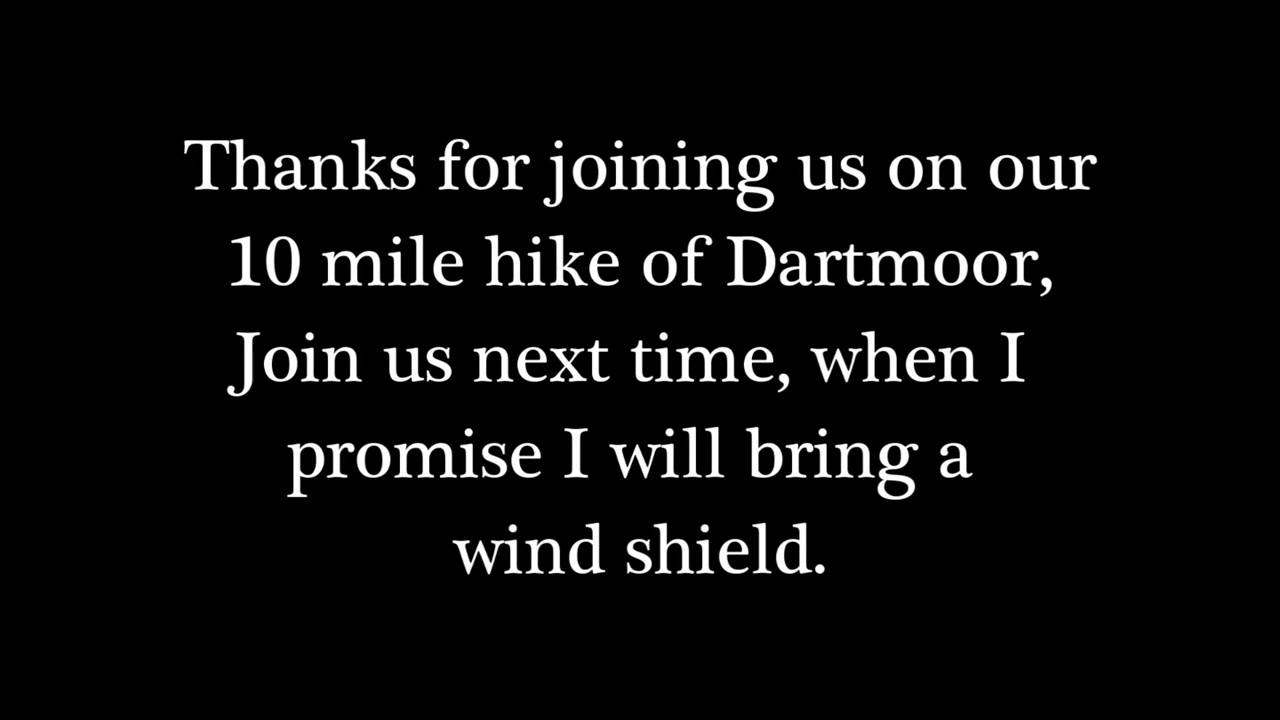 Thanks for joining us on our
10 mile hike of Dartmoor,
Join us next time, when I
promise I will bring a
wind shield.